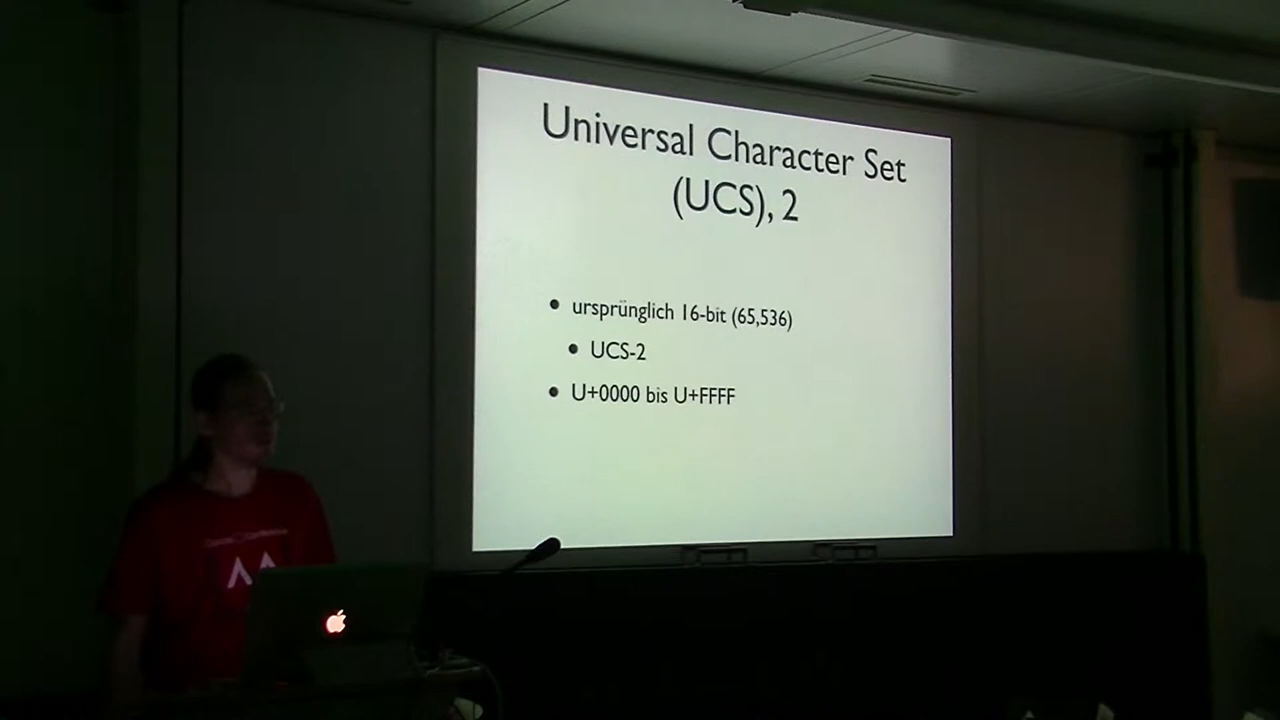 Universal Character Set
(UCS), 2
• ursprünglich 16-bit (65,536)
• UCS-2
• U+0000 bis U+FFFF